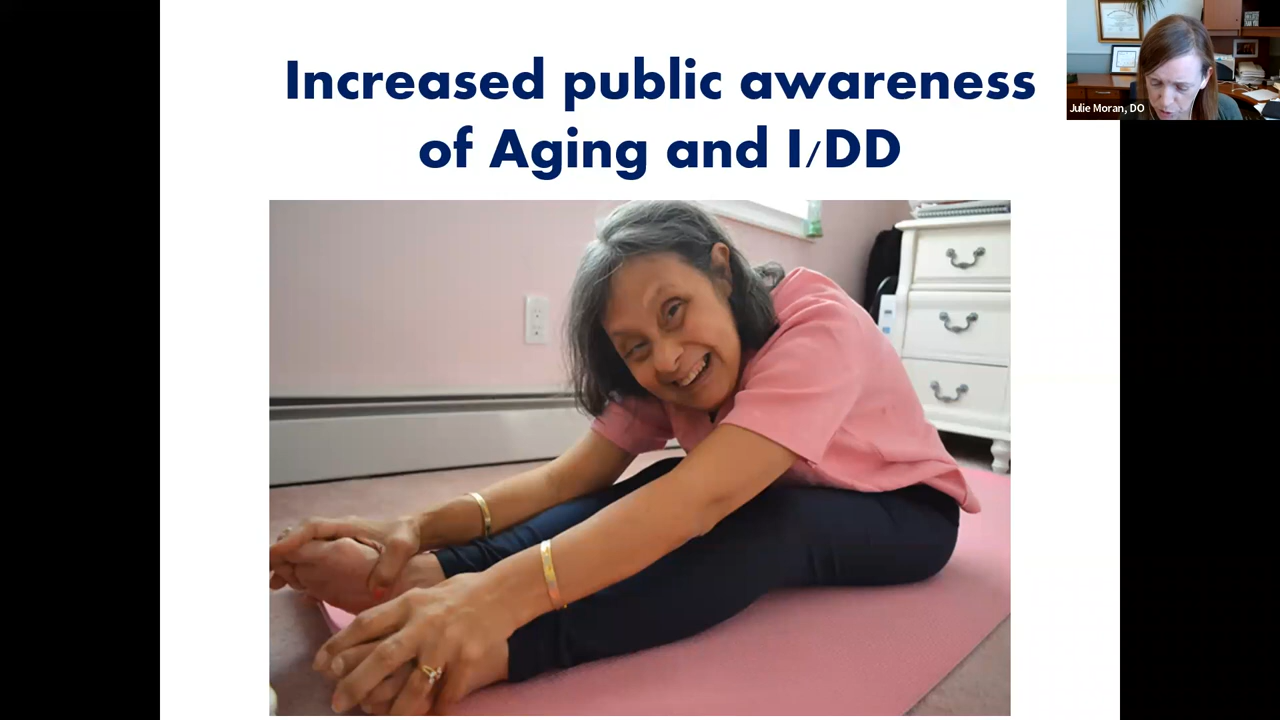 Increased public awareness
of Aging and I/DD
Julie Moran, DO